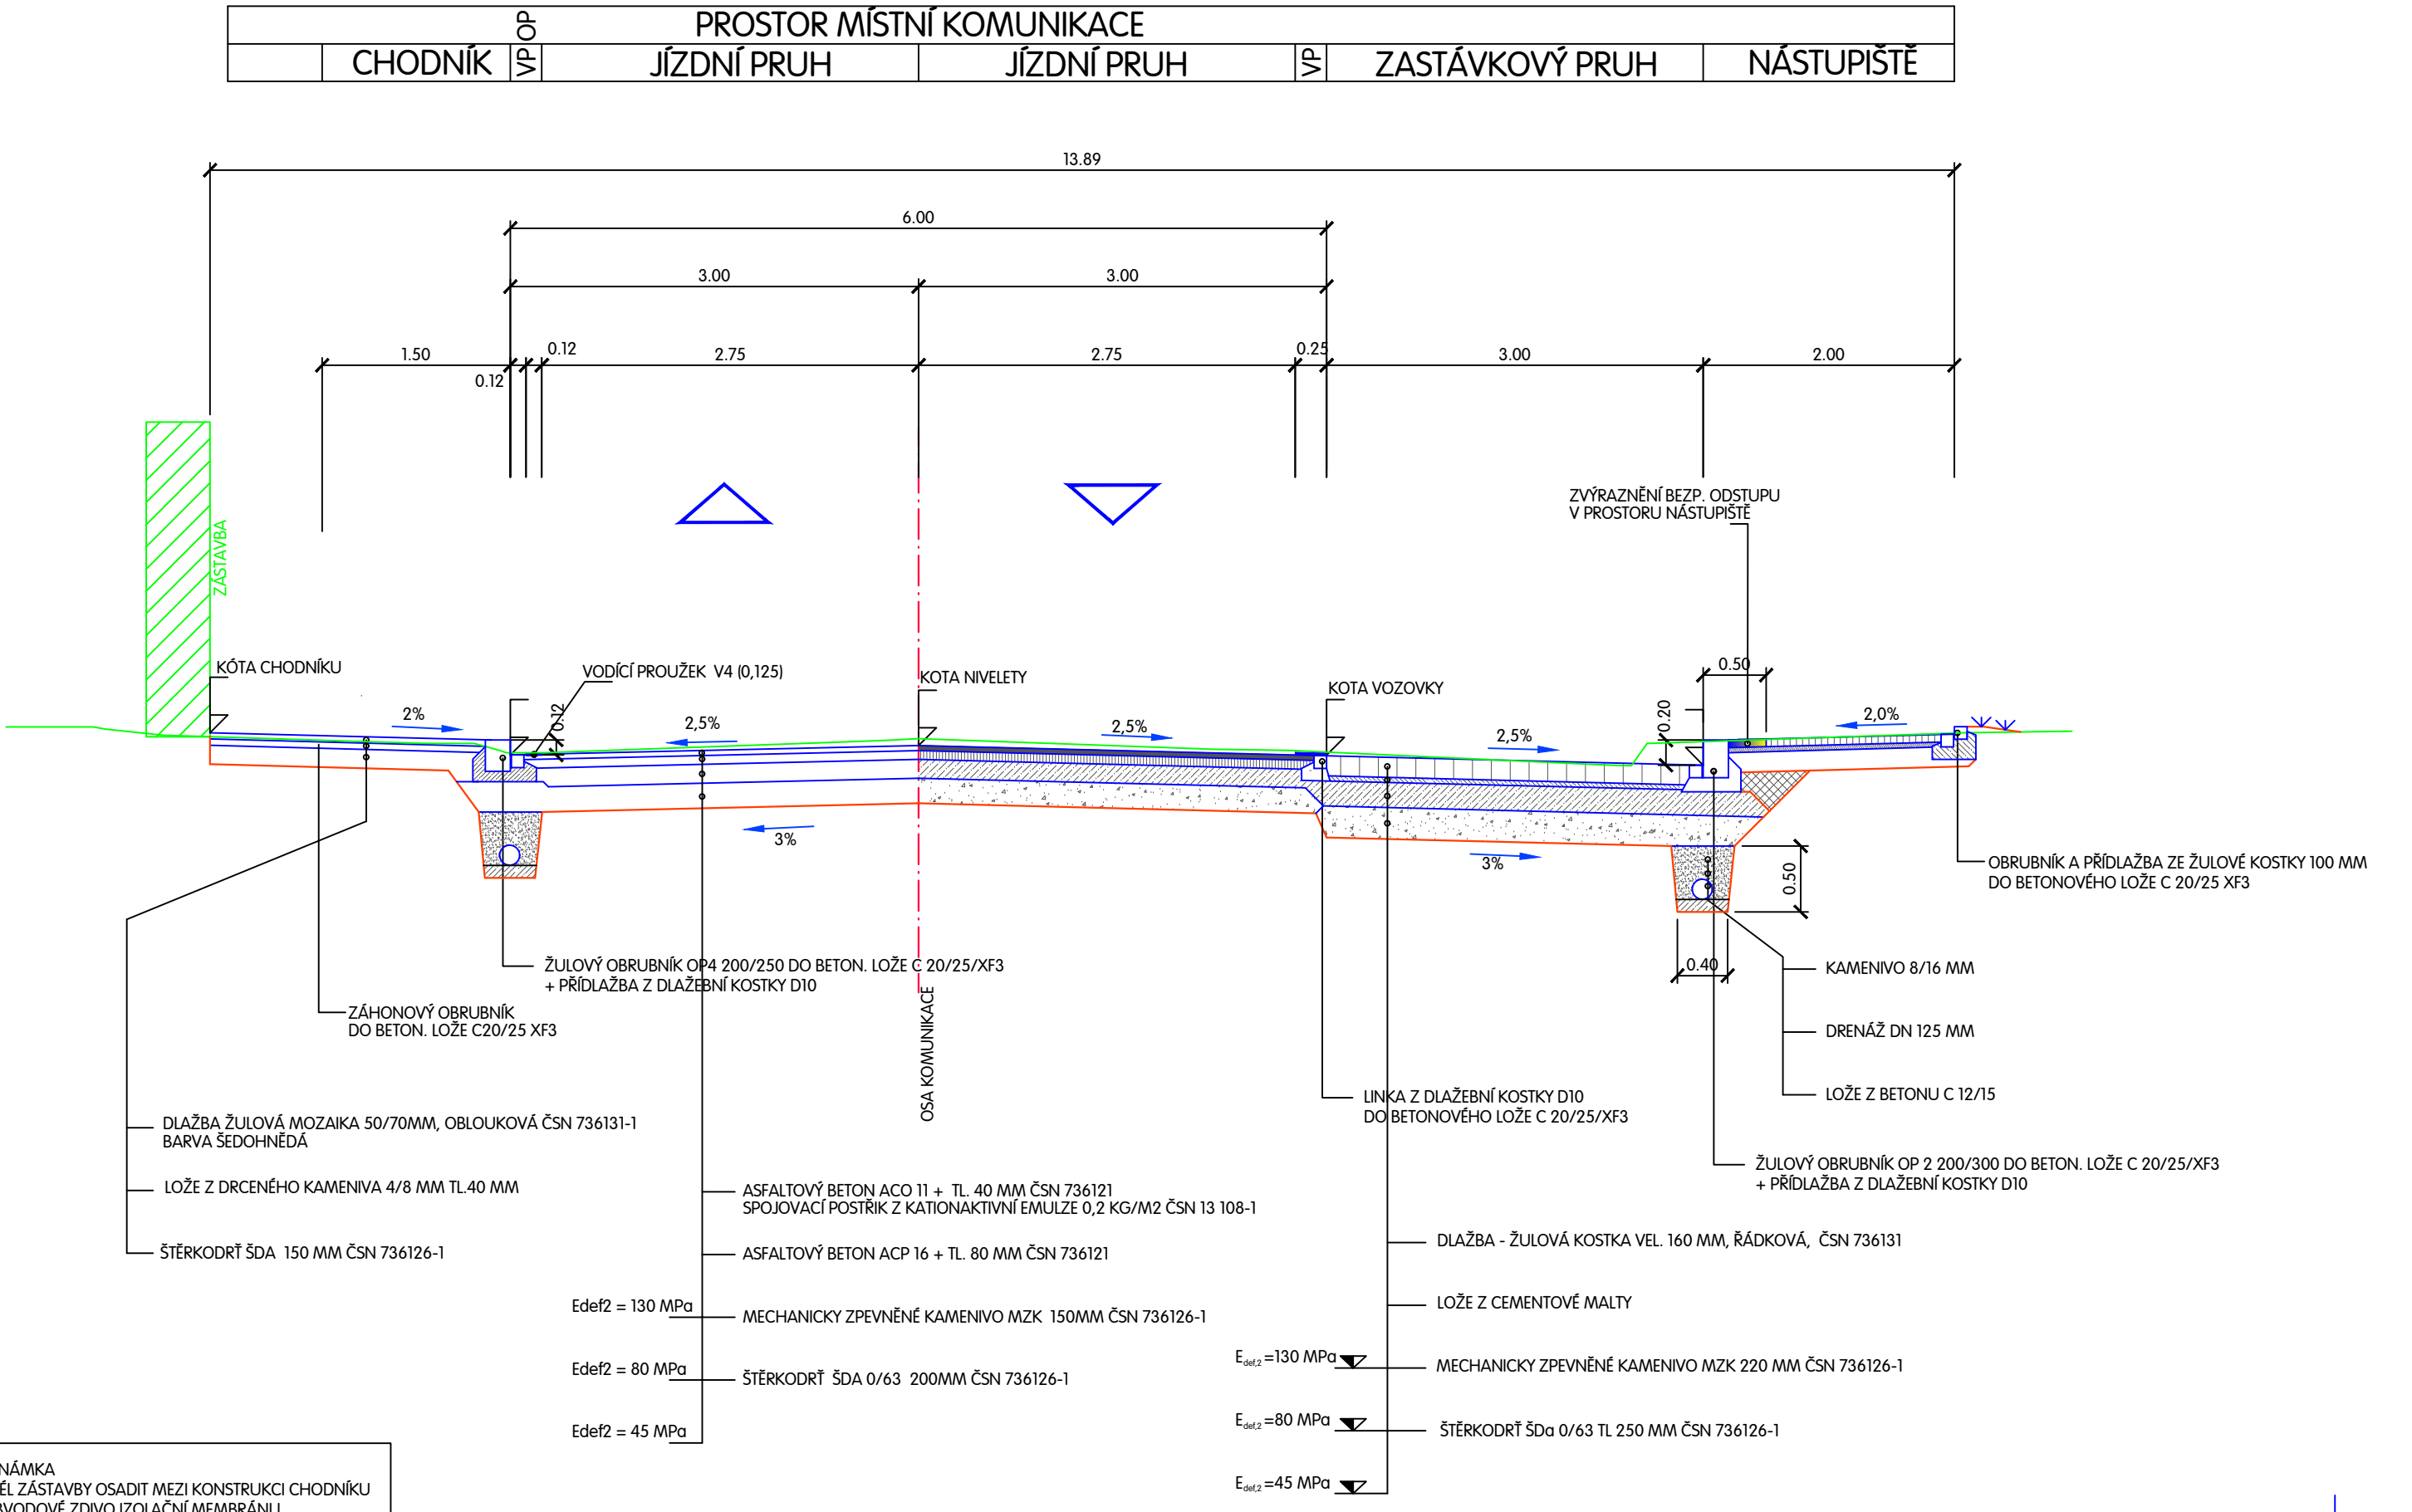 PROSTOR MÍSTNÍ KOMUNIKACE
CHODNÍK
VP OP
JÍZDNÍ PRUH
JÍZDNÍ PRUH
VP
ZASTÁVKOVÝ PRUH
NÁSTUPIŠTĚ
13.89
6.00
3.00
3.00
1.50
0.12
0.12
2.75
2.75
0.25
3.00
2.00
ZVÝRAZNĚNÍ BEZP. ODSTUPU
V PROSTORU NÁSTUPIŠTĚ
ZÁSTAVBA
KÓTA CHODNÍKU
VODÍCÍ PROUŽEK V4 (0,125)
KOTA NIVELETY
KOTA VOZOVKY
0.50
2%
0.12
2,5%
2,5%
2,5%
0.20
2,0%
3%
3%
0.50
0.40
OBRUBNÍK A PŘÍDLAŽBA ZE ŽULOVÉ KOSTKY 100 MM
DO BETONOVÉHO LOŽE C 20/25 XF3
ŽULOVÝ OBRUBNÍK OP4 200/250 DO BETON. LOŽE C 20/25/XF3
+ PŘÍDLAŽBA Z DLAŽEBNÍ KOSTKY D10
KAMENIVO 8/16 MM
ZÁHONOVÝ OBRUBNÍK
DO BETON. LOŽE C20/25 XF3
OSA KOMUNIKACE
DRENÁŽ DN 125 MM
LINKA Z DLAŽEBNÍ KOSTKY D10
DO BETONOVÉHO LOŽE C 20/25/XF3
LOŽE Z BETONU C 12/15
DLAŽBA ŽULOVÁ MOZAIKA 50/70MM, OBLOUKOVÁ ČSN 736131-1
BARVA ŠEDOHNĚDÁ
ŽULOVÝ OBRUBNÍK OP 2 200/300 DO BETON. LOŽE C 20/25/XF3
+ PŘÍDLAŽBA Z DLAŽEBNÍ KOSTKY D10
LOŽE Z DRCENÉHO KAMENIVA 4/8 MM TL.40 MM
ASFALTOVÝ BETON ACO 11 + TL. 40 MM ČSN 736121
SPOJOVACÍ POSTŘIK Z KATIONAKTIVNÍ EMULZE 0,2 KG/M2 ČSN 13 108-1
ŠTĚRKODRŤ ŠDA 150 MM ČSN 736126-1
ASFALTOVÝ BETON ACP 16 + TL. 80 MM ČSN 736121
DLAŽBA - ŽULOVÁ KOSTKA VEL. 160 MM, ŘÁDKOVÁ, ČSN 736131
Edef2 = 130 MPa
MECHANICKY ZPEVNĚNÉ KAMENIVO MZK 150MM ČSN 736126-1
LOŽE Z CEMENTOVÉ MALTY
Edef2 = 80 MPa
ŠTĚRKODRŤ ŠDA 0/63 200MM ČSN 736126-1
Edef,2 =130 MPa
MECHANICKY ZPEVNĚNÉ KAMENIVO MZK 220 MM ČSN 736126-1
Edef2 = 45 MPa
Edef,2 =80 MPa
ŠTĚRKODRŤ ŠDa 0/63 TL 250 MM ČSN 736126-1
Edef,2 =45 MPa
NÁMKA
ÉL ZÁSTAVBY OSADIT MEZI KONSTRUKCI CHODNÍKU
BVODOVÉ ZDIVO IZOLAČNÍ MEMBRÁNU